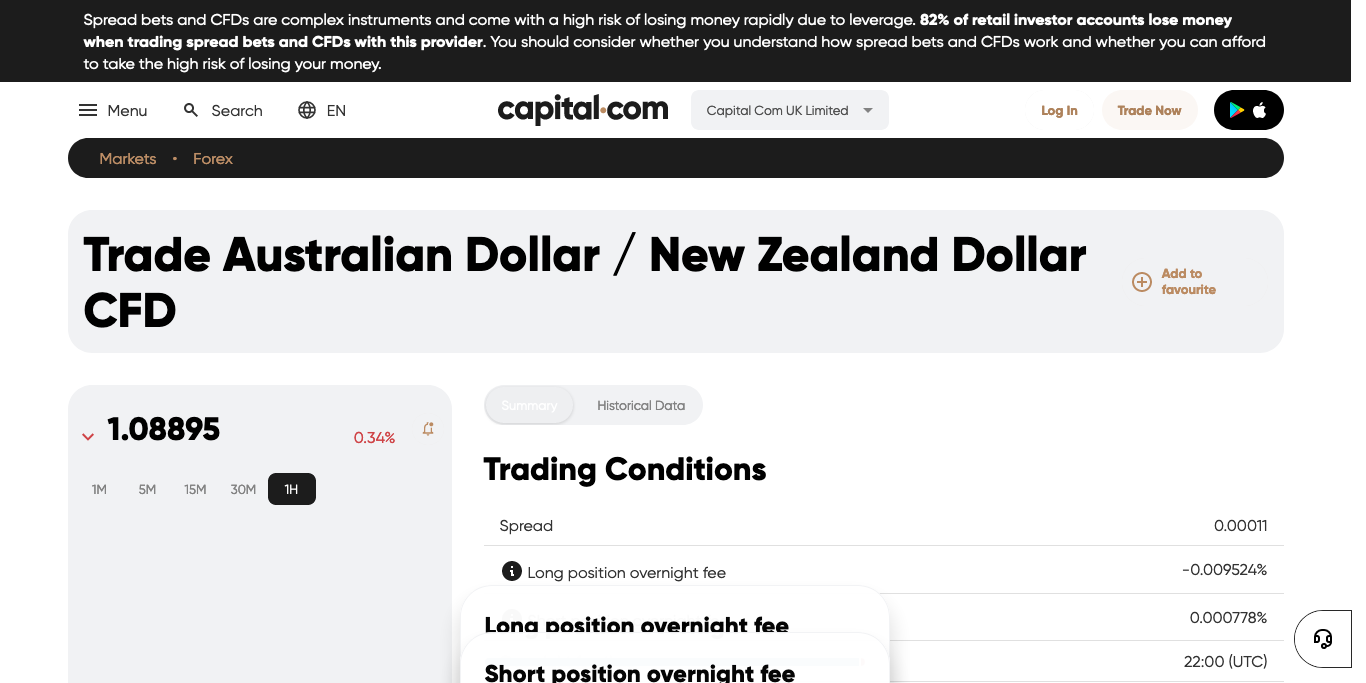 Spread bets and CFDs are complex instruments and come with a high risk of losing money rapidly due to leverage. 82% of retail investor accounts lose money
when trading spread bets and CFDs with this provider. You should consider whether you understand how spread bets and CFDs work and whether you can afford
to take the high risk of losing your money.
Menu
Search
EN
capital.com
Capital Com UK Limited
Log In
Trade Now
Markets
Forex
Trade Australian Dollar / New Zealand Dollar
CFD
Add to
favourite
1.08895
0.34%
1M
5M
15M
30M
1H
Summary
Historical Data
Trading Conditions
Spread
0.00011
Long position overnight fee
-0.009524%
Long position overnight fee
0.000778%
Short position overnight fee
22:00 (UTC)